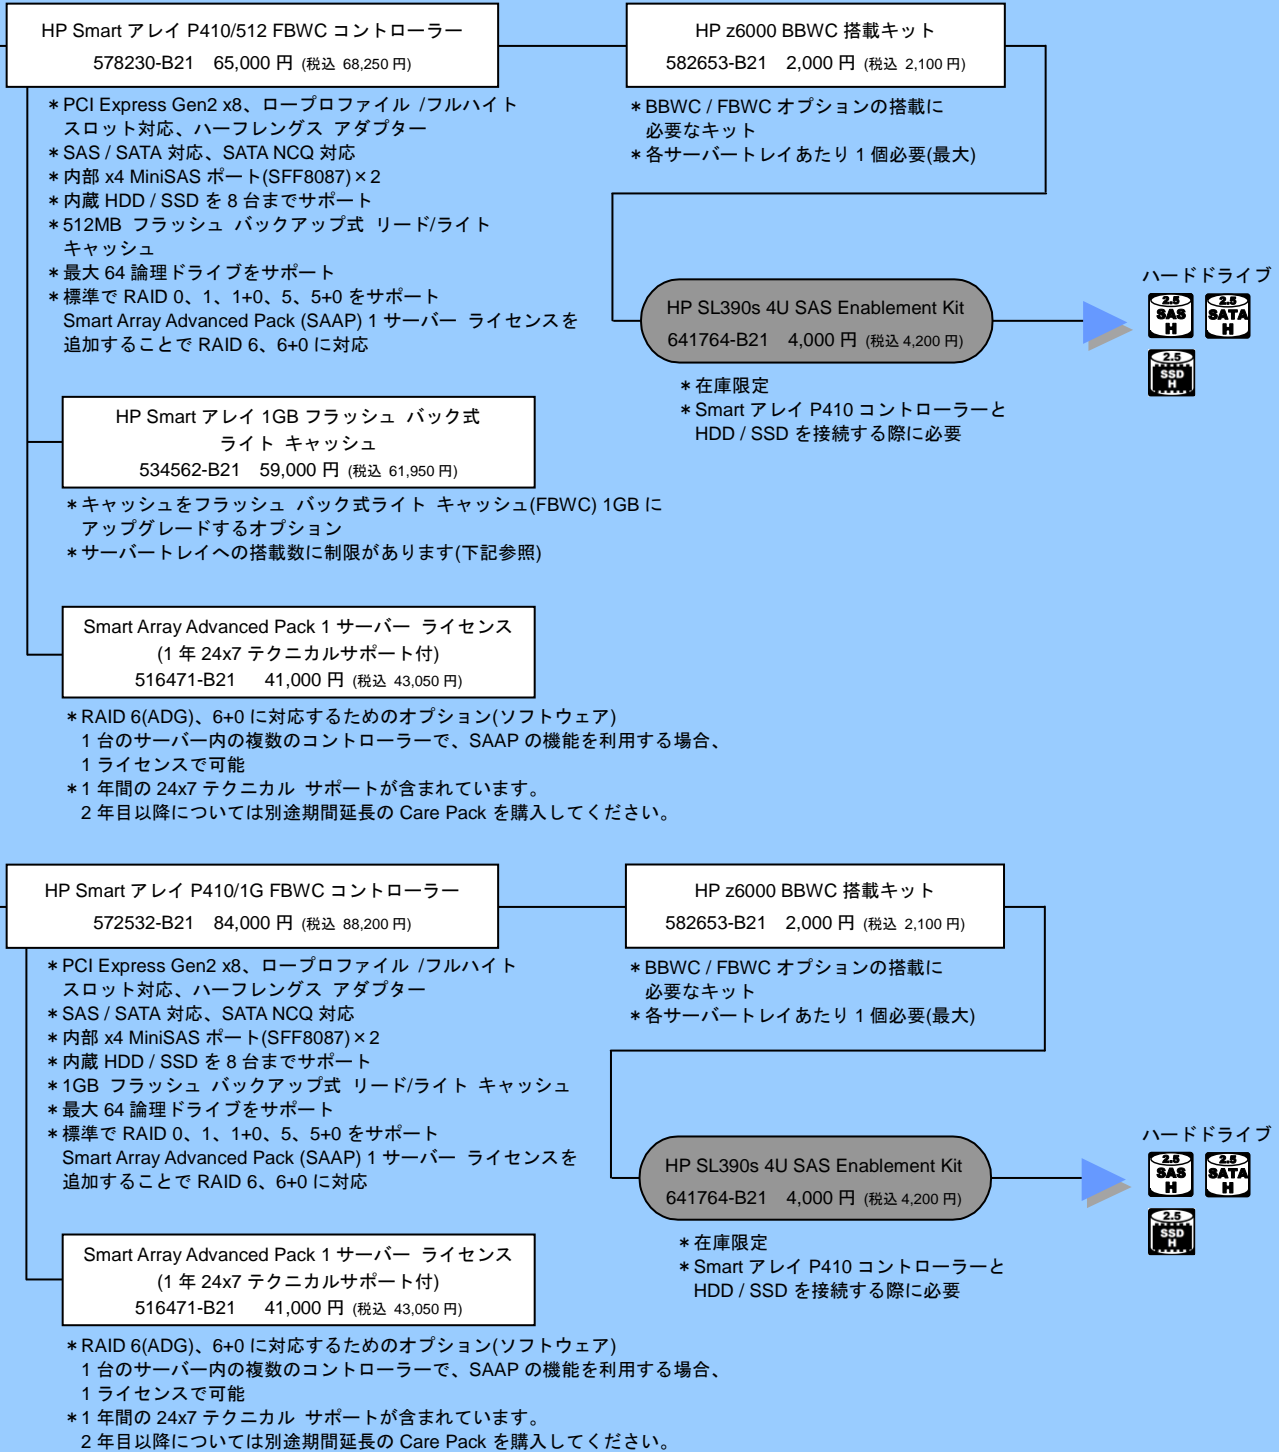 HP Smart アレイ P410/512 FBWC コントローラー
578230-B21 65,000 円 (税込 68,250 円)
HP z6000 BBWC 搭載キット
582653-B21 2,000 円 (税込 2,100 円)
＊PCI Express Gen2 x8、ロープロファイル /フルハイト
スロット対応、ハーフレングス アダプター
＊SAS / SATA 対応、SATA NCQ 対応
＊内部 x4 MiniSAS ポート(SFF8087)×2
＊内蔵 HDD / SSD を 8 台までサポート
＊512MB フラッシュ バックアップ式 リード/ライト
キャッシュ
＊最大 64 論理ドライブをサポート
＊標準で RAID 0、1、1+0、5、5+0 をサポート
Smart Array Advanced Pack (SAAP) 1 サーバー ライセンスを
追加することで RAID 6、6+0 に対応
＊BBWC / FBWC オプションの搭載に
必要なキット
＊各サーバートレイあたり 1 個必要(最大)
HP SL390s 4U SAS Enablement Kit
641764-B21 4,000 円 (税込 4,200 円)
＊在庫限定
＊Smart アレイ P410 コントローラーと
HDD / SSD を接続する際に必要
ハードドライブ
2.5 SAS H
2.5 SATA H
2.5 SSD H
HP Smart アレイ 1GB フラッシュ バック式
ライト キャッシュ
534562-B21 59,000 円 (税込 61,950 円)
＊キャッシュをフラッシュ バック式ライト キャッシュ(FBWC) 1GB に
アップグレードするオプション
＊サーバートレイへの搭載数に制限があります(下記参照)
Smart Array Advanced Pack 1 サーバー ライセンス
(1 年 24x7 テクニカルサポート付)
516471-B21 41,000 円 (税込 43,050 円)
＊RAID 6(ADG)、6+0 に対応するためのオプション(ソフトウェア)
1 台のサーバー内の複数のコントローラーで、SAAP の機能を利用する場合、
1 ライセンスで可能
＊1 年間の 24x7 テクニカル サポートが含まれています。
2 年目以降については別途期間延長の Care Pack を購入してください。
HP Smart アレイ P410/1G FBWC コントローラー
572532-B21 84,000 円 (税込 88,200 円)
HP z6000 BBWC 搭載キット
582653-B21 2,000 円 (税込 2,100 円)
＊PCI Express Gen2 x8、ロープロファイル /フルハイト
スロット対応、ハーフレングス アダプター
＊SAS / SATA 対応、SATA NCQ 対応
＊内部 x4 MiniSAS ポート(SFF8087)×2
＊内蔵 HDD / SSD を 8 台までサポート
＊1GB フラッシュ バックアップ式 リード/ライト キャッシュ
＊最大 64 論理ドライブをサポート
＊標準で RAID 0、1、1+0、5、5+0 をサポート
Smart Array Advanced Pack (SAAP) 1 サーバー ライセンスを
追加することで RAID 6、6+0 に対応
＊BBWC / FBWC オプションの搭載に
必要なキット
＊各サーバートレイあたり 1 個必要(最大)
HP SL390s 4U SAS Enablement Kit
641764-B21 4,000 円 (税込 4,200 円)
＊在庫限定
＊Smart アレイ P410 コントローラーと
HDD / SSD を接続する際に必要
ハードドライブ
2.5 SAS H
2.5 SATA H
2.5 SSD H
Smart Array Advanced Pack 1 サーバー ライセンス
(1 年 24x7 テクニカルサポート付)
516471-B21 41,000 円 (税込 43,050 円)
＊RAID 6(ADG)、6+0 に対応するためのオプション(ソフトウェア)
1 台のサーバー内の複数のコントローラーで、SAAP の機能を利用する場合、
1 ライセンスで可能
＊1 年間の 24x7 テクニカル サポートが含まれています。
2 年目以降については別途期間延長の Care Pack を購入してください。